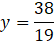 y = 38/19